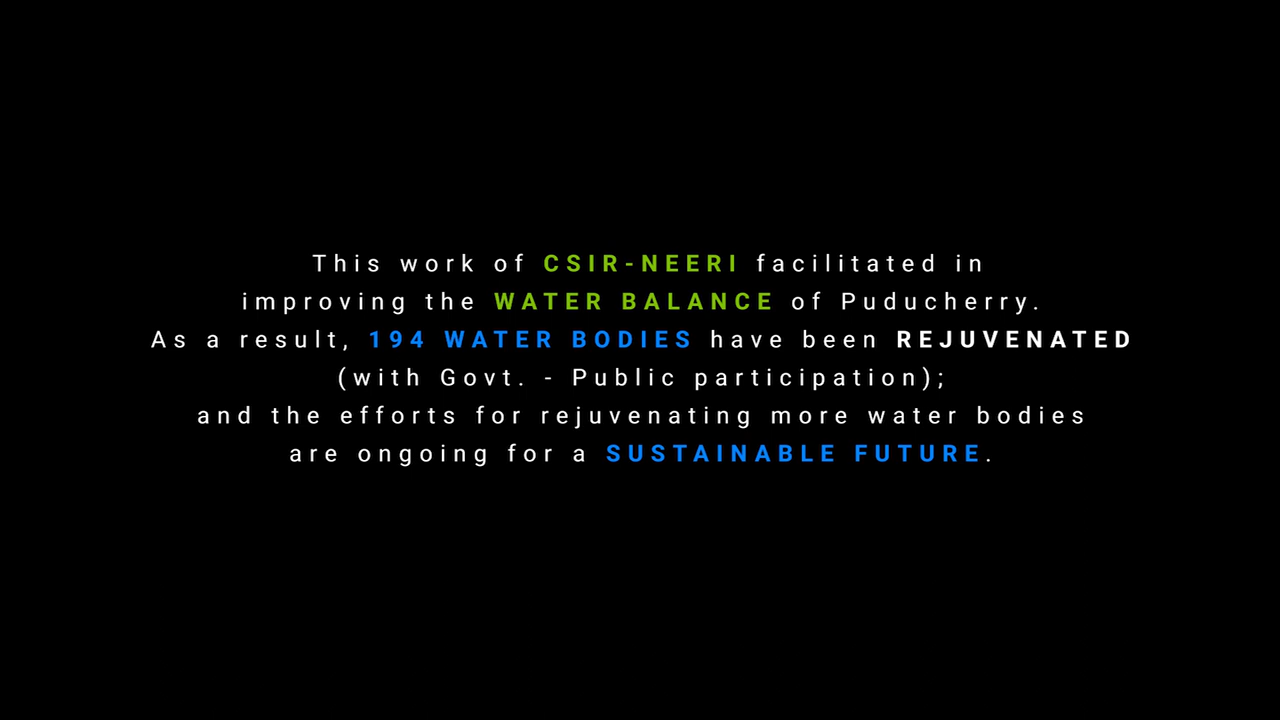 This work of CSIR-NEERI facilitated in
improving the WATER BALANCE of Puducherry.
As a result, 194 WATER BODIES have been REJUVENATED
(with Govt. - Public participation);
and the efforts for rejuvenating more water bodies
are ongoing for a SUSTAINABLE FUTURE.